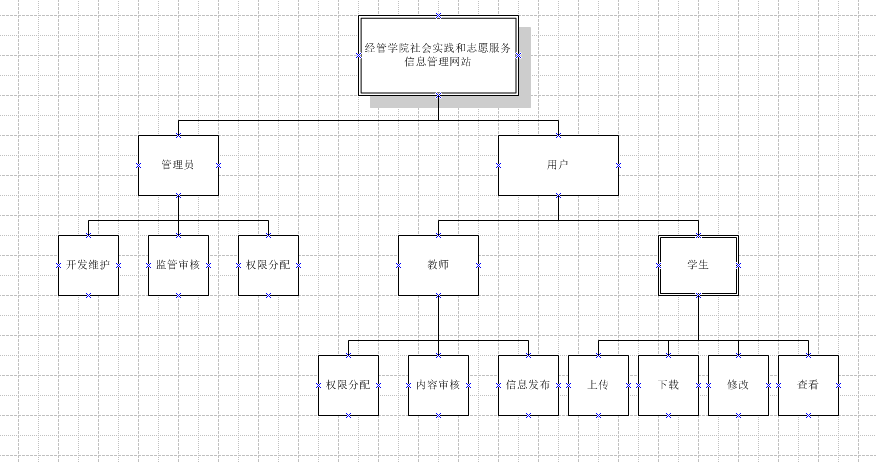 经管学院社会实践和志愿服务
信息管理网站
管理员
用户
开发维护
监管审核
权限分配
教师
学生
权限分配
内容审核
信息发布
上传
下载
修改
查看